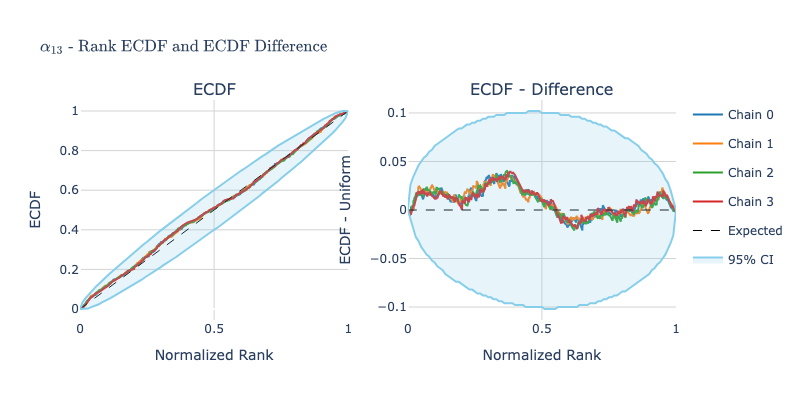 α₁₃ - Rank ECDF and ECDF Difference
ECDF
ECDF
1
0.8
0.6
0.4
0.2
0
0
0.5
1
Normalized Rank
ECDF - Difference
ECDF - Uniform
0.1
0.05
0
−0.05
−0.1
0
0.5
1
Normalized Rank
Chain 0
Chain 1
Chain 2
Chain 3
Expected
95% CI